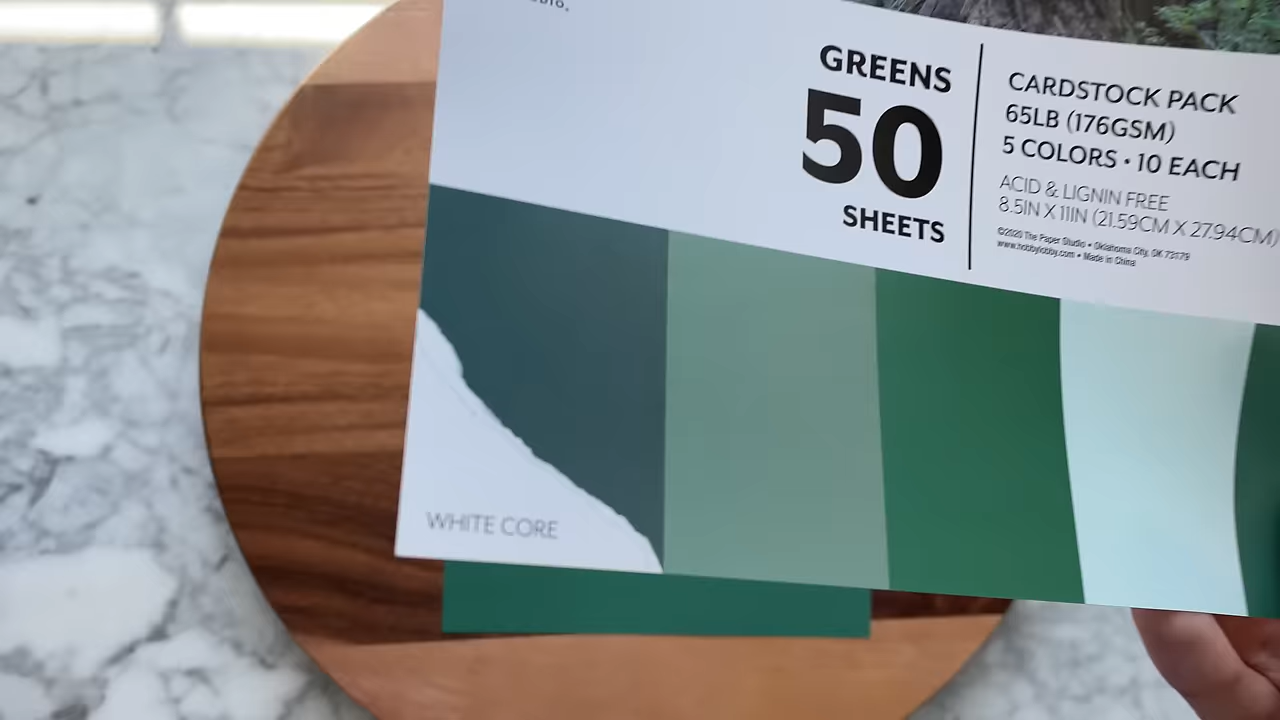 GREENS
50
SHEETS
CARDSTOCK PACK
65LB (176GSM)
5 COLORS • 10 EACH
ACID & LIGNIN FREE
8.5IN X 11IN (21.59CM X 27.94CM)
©2020 The Paper Studio • Oklahoma City, OK 73179
www.hobbylobby.com • Made in China
WHITE CORE